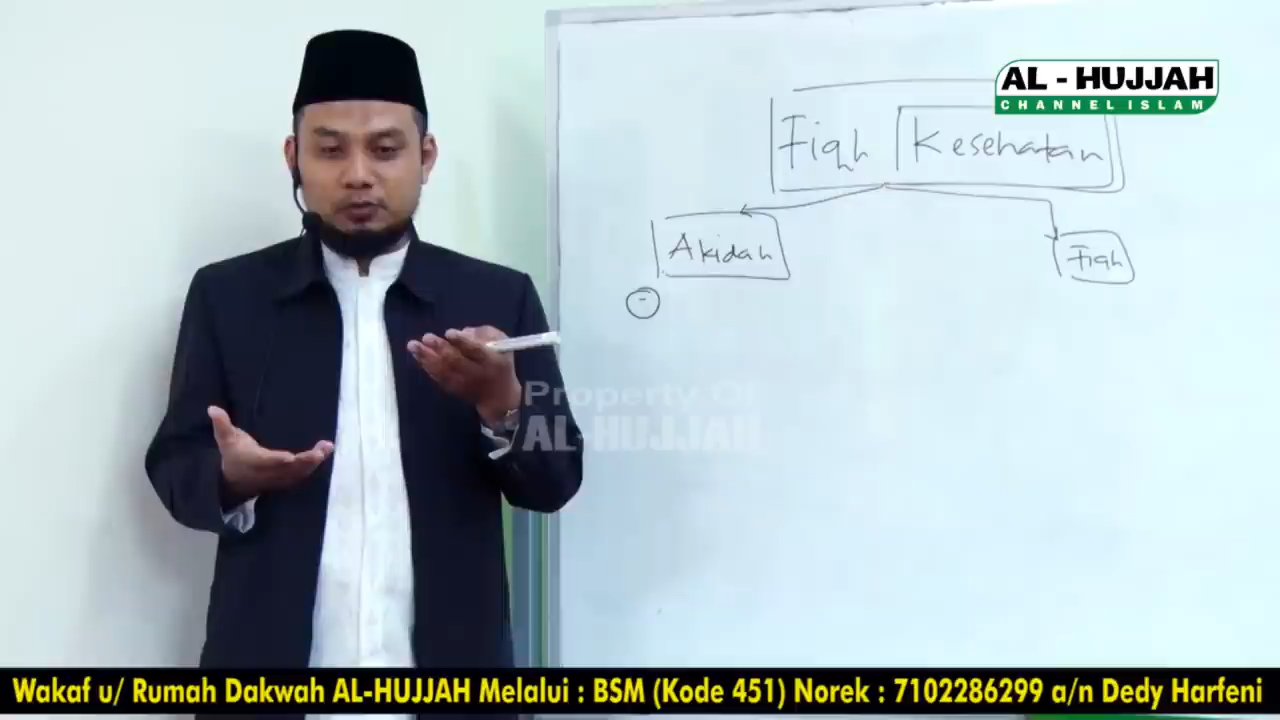 AL - HUJJAH
CHANNEL ISLAM
Fiqh Kesehatan
Akidah
Fiqh
Property Of
AL-HUJJAH
Wakaf u/ Rumah Dakwah AL-HUJJAH Melalui : BSM (Kode 451) Norek : 7102286299 a/n Dedy Harfeni